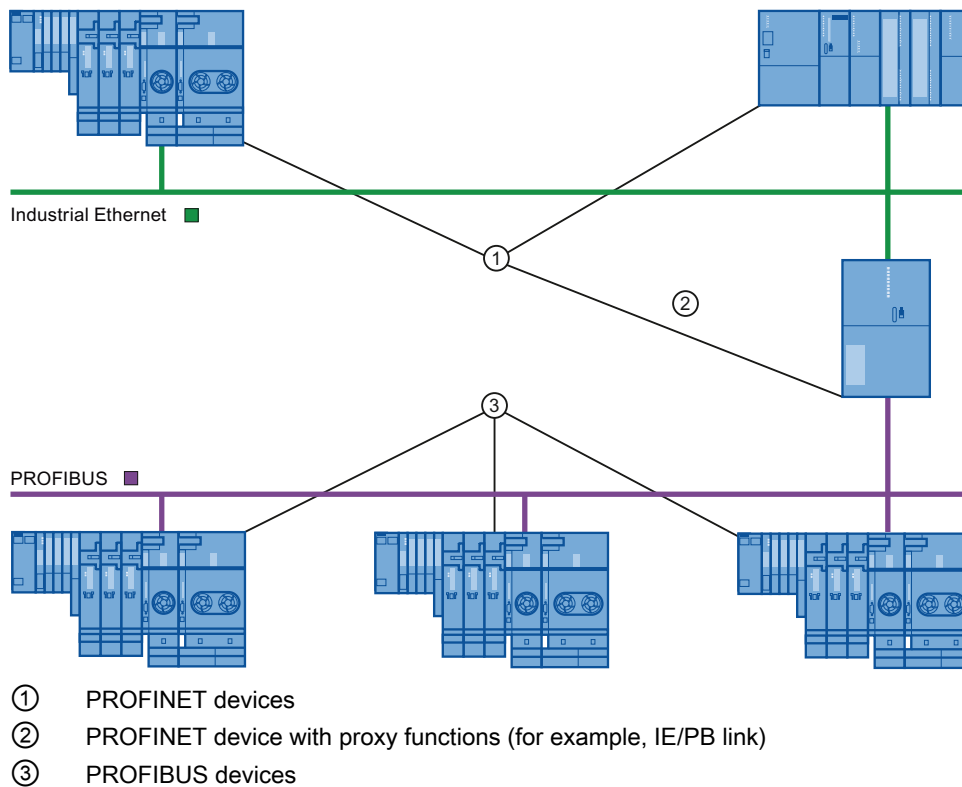 Industrial Ethernet
1
2
3
PROFIBUS
1 PROFINET devices
2 PROFINET device with proxy functions (for example, IE/PB link)
3 PROFIBUS devices